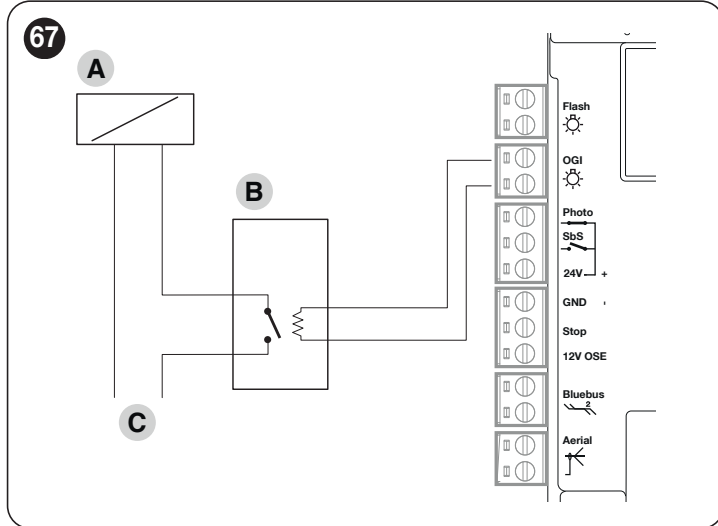 67
A
B
C
Flash
OGI
Photo
SbS
24V +
GND -
Stop
12V OSE
Bluebus
2
Aerial